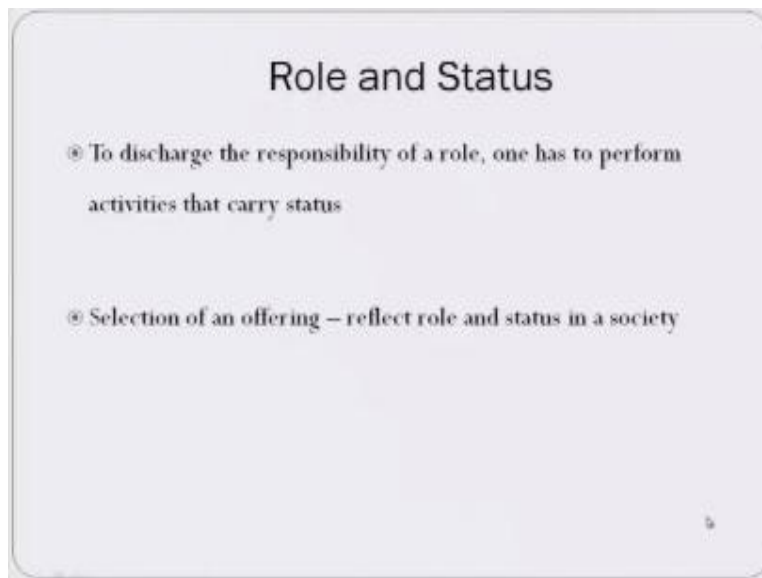 Role and Status
To discharge the responsibility of a role, one has to perform
activities that carry status
Selection of an offering – reflect role and status in a society